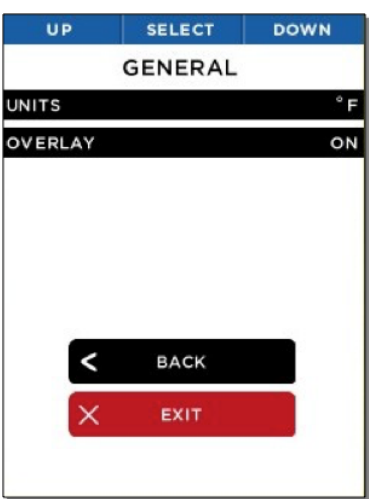 UP SELECT DOWN
GENERAL
UNITS °F
OVERLAY ON
< BACK
X EXIT